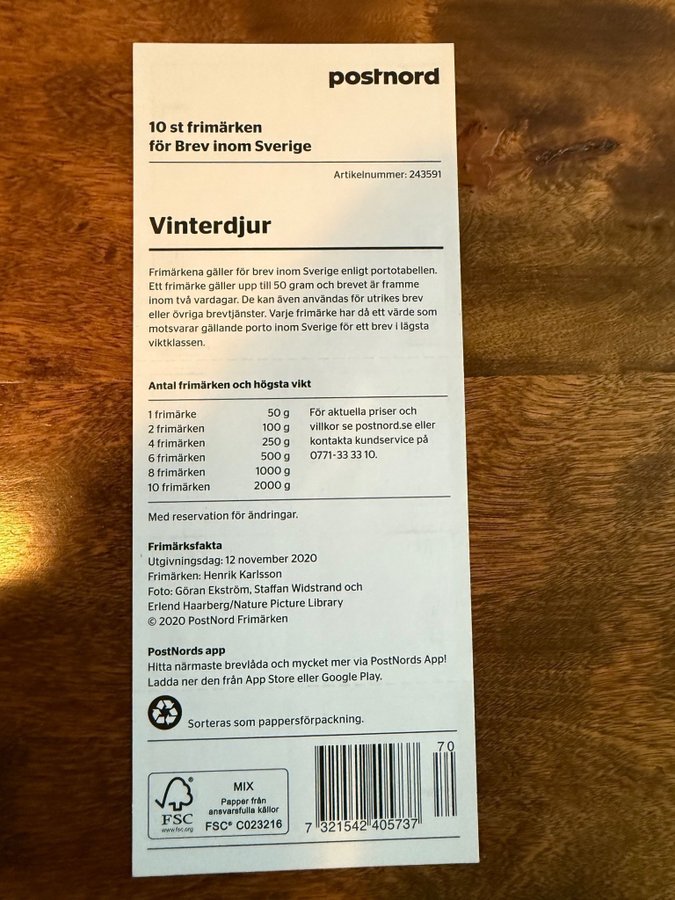 postnord
10 st frimärken
för Brev inom Sverige
Artikelnummer: 243591
Vinterdjur
Frimärkena gäller för brev inom Sverige enligt portotabellen.
Ett frimärke gäller upp till 50 gram och brevet är framme
inom två vardagar. De kan även användas för utrikes brev
eller övriga brevtjänster. Varje frimärke har då ett värde som
motsvarar gällande porto inom Sverige för ett brev i lägsta
viktklassen.
Antal frimärken och högsta vikt
1 frimärke 50 g
2 frimärken 100 g
4 frimärken 250 g
6 frimärken 500 g
8 frimärken 1000 g
10 frimärken 2000 g
För aktuella priser och
villkor se postnord.se eller
kontakta kundservice på
0771-33 33 10.
Med reservation för ändringar.
Frimärksfakta
Utgivningsdag: 12 november 2020
Frimärken: Henrik Karlsson
Foto: Göran Ekström, Staffan Widstrand och
Erlend Haarberg/Nature Picture Library
© 2020 PostNord Frimärken
PostNords app
Hitta närmaste brevlåda och mycket mer via PostNords App!
Ladda ner den från App Store eller Google Play.
Sorteras som pappersförpackning.
FSC
www.fsc.org
MIX
Papper från
ansvarsfulla källor
FSC® C023216
70
7 321542 405737